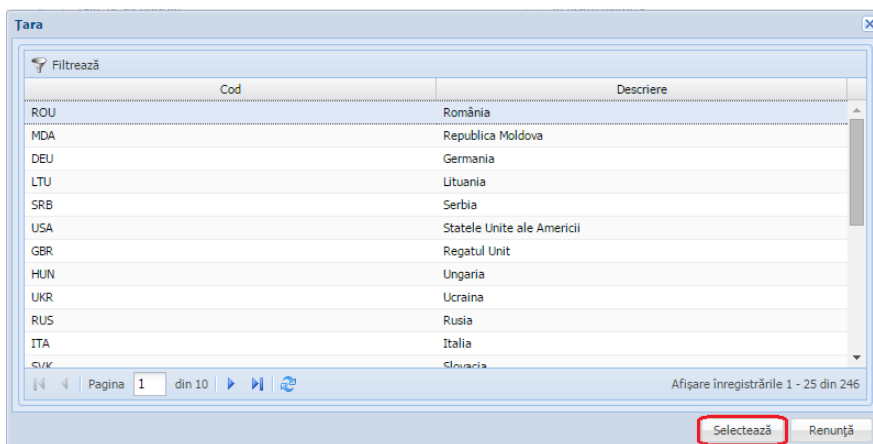 Țara
Filtrează
Cod Descriere
ROU România
MDA Republica Moldova
DEU Germania
LTU Lituania
SRB Serbia
USA Statele Unite ale Americii
GBR Regatul Unit
HUN Ungaria
UKR Ucraina
RUS Rusia
ITA Italia
SVK Slovacia
Pagina 1 din 10 Afișare înregistrările 1 - 25 din 246
Selectează Renunță